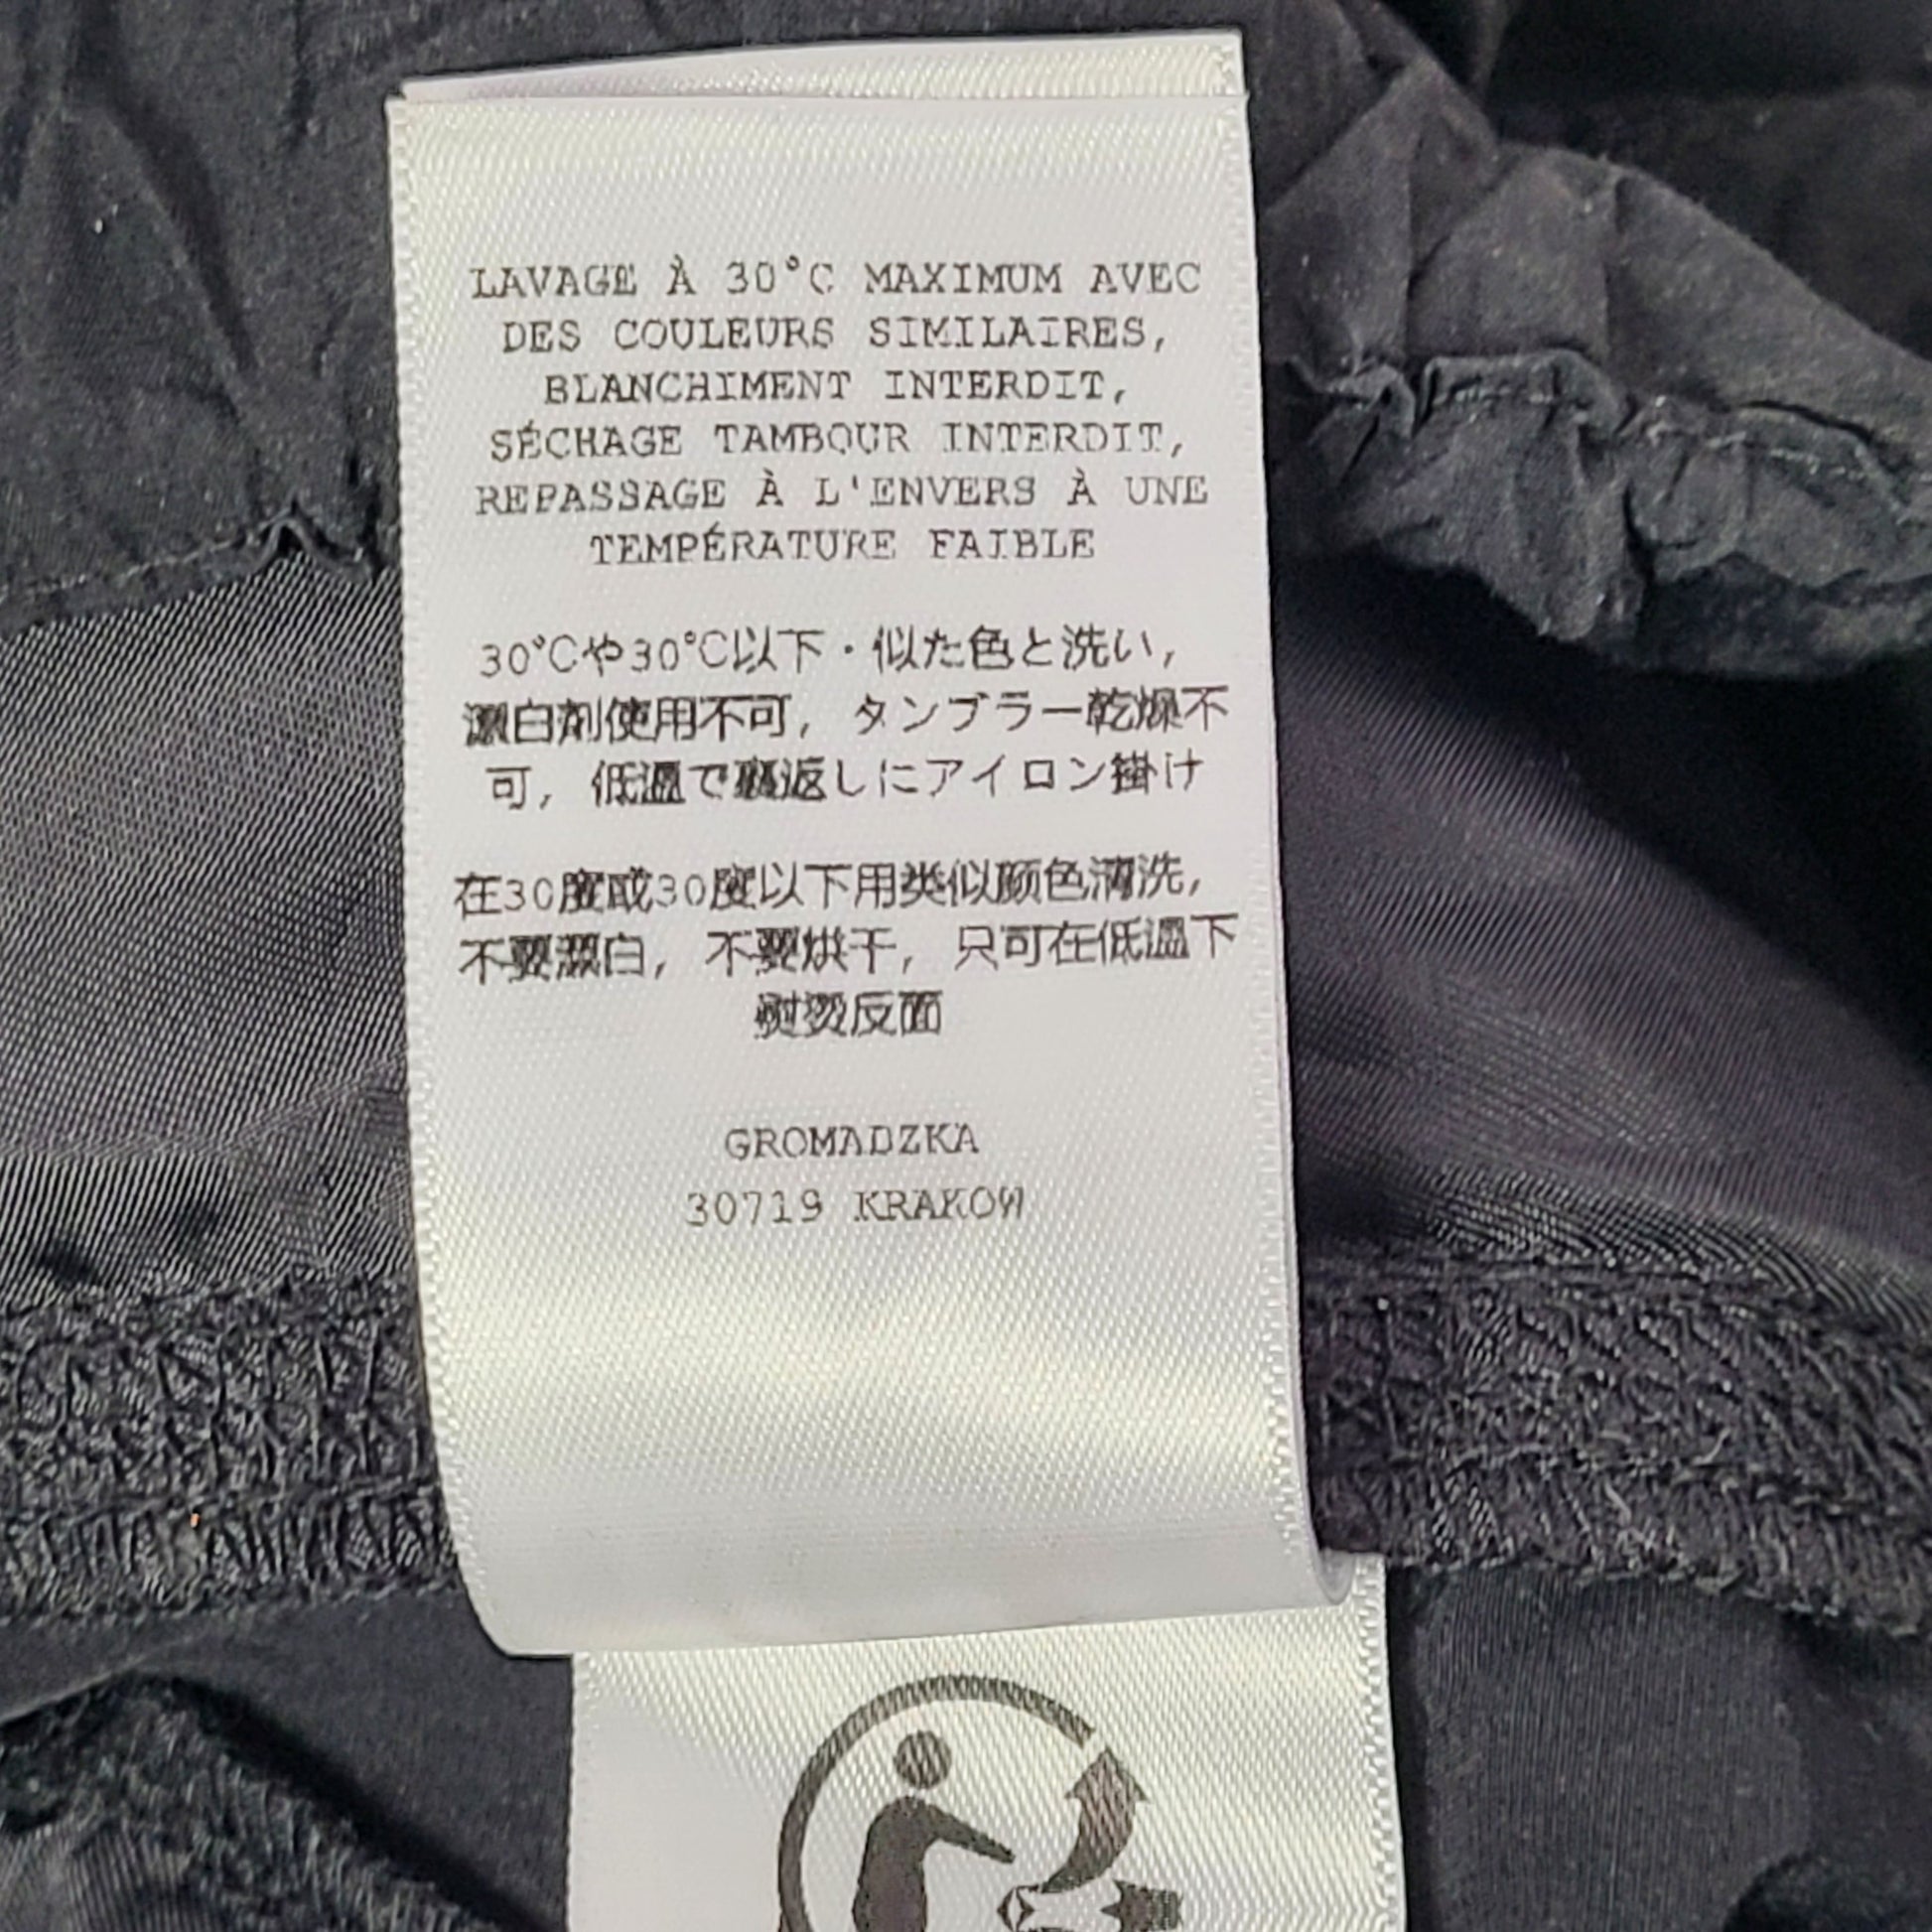 LAVAGE À 30°C MAXIMUM AVEC
DES COULEURS SIMILAIRES,
BLANCHIMENT INTERDIT,
SÉCHAGE TAMBOUR INTERDIT,
REPASSAGE À L'ENVERS À UNE
TEMPÉRATURE FAIBLE
30°Cや30°C以下・似た色と洗い,
漂白剤使用不可, タンブラー乾燥不
可, 低温で裏返しにアイロン掛け
在30度或30度以下用类似颜色清洗,
不要漂白, 不要烘干, 只可在低温下
熨烫反面
GROMADZKA
30719 KRAKOW